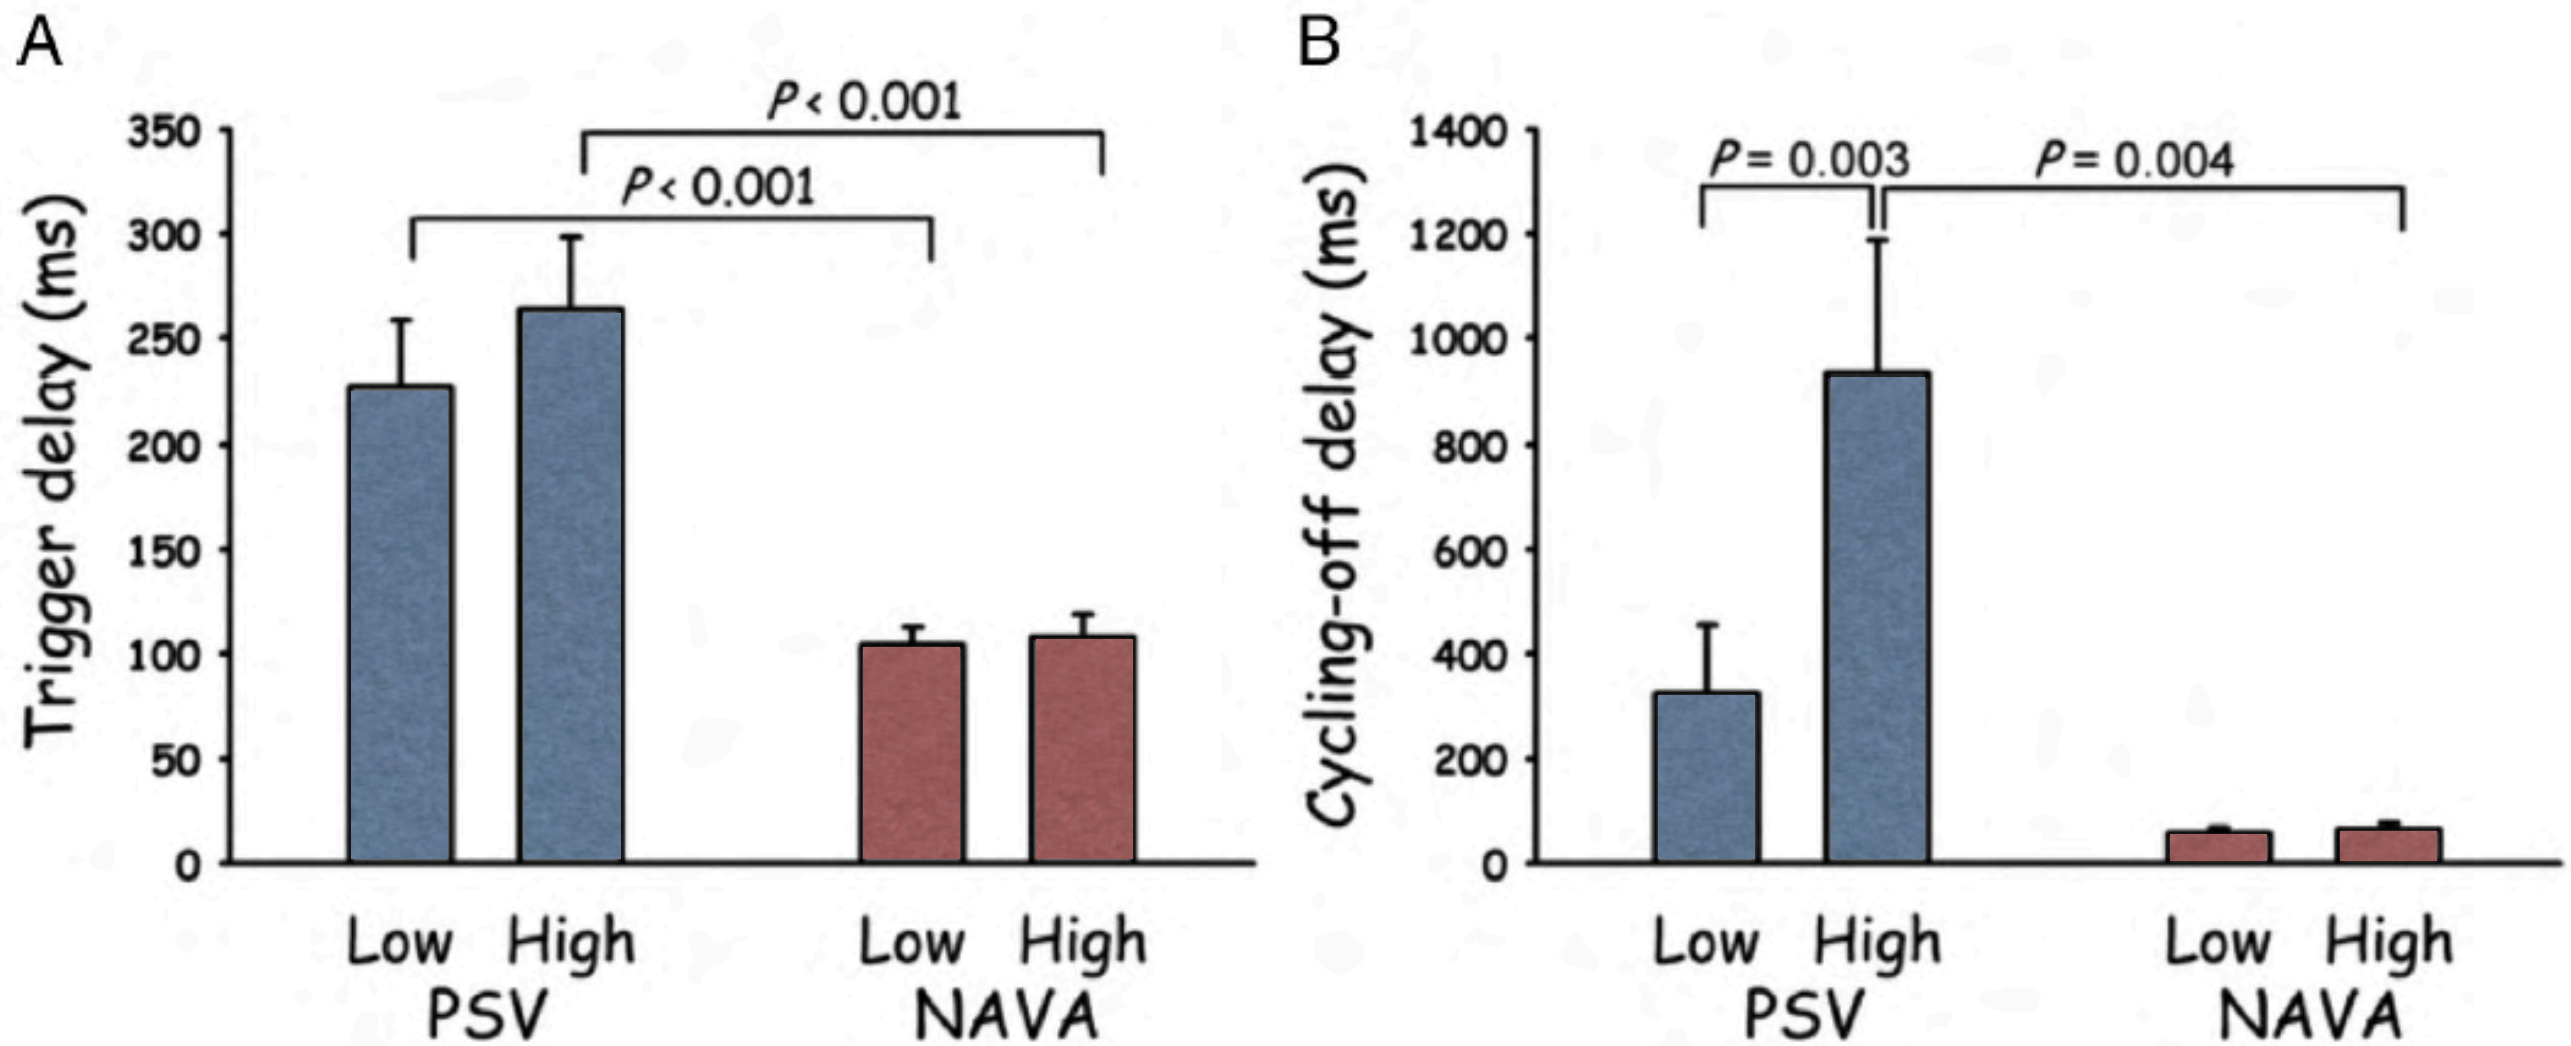 A
P < 0.001
P < 0.001
Trigger delay (ms)
350
300
250
200
150
100
50
0
Low High Low High
PSV NAVA
B
P = 0.003 P = 0.004
Cycling-off delay (ms)
1400
1200
1000
800
600
400
200
0
Low High Low High
PSV NAVA